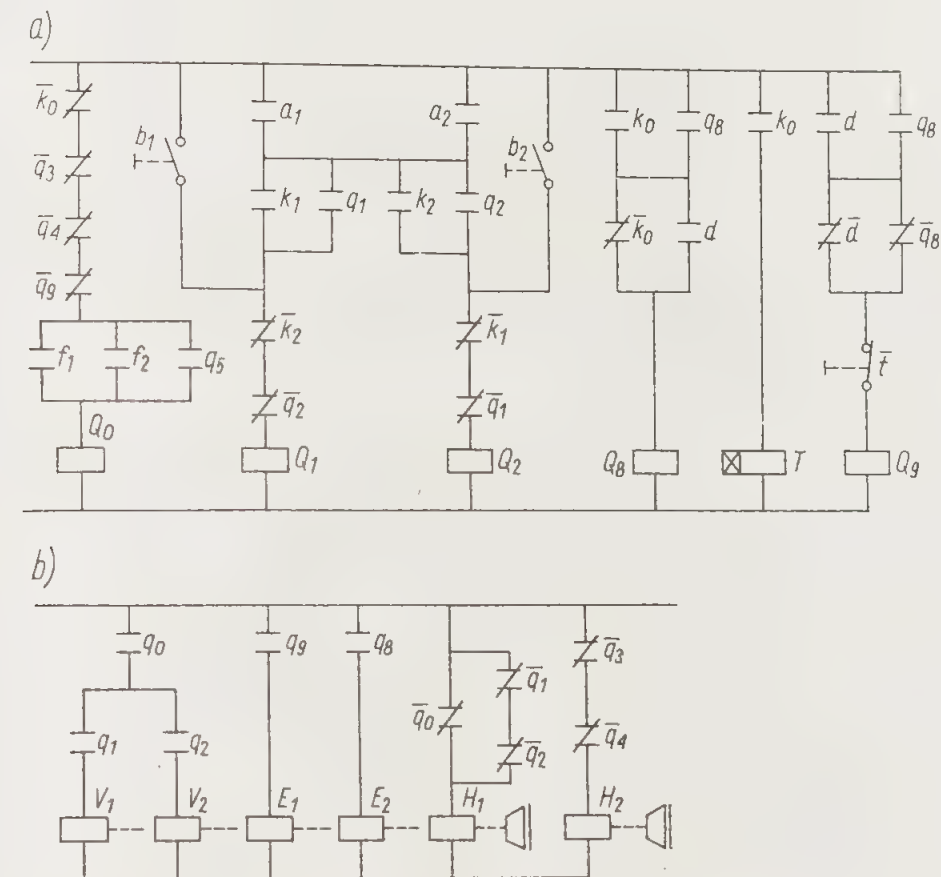 a)
k̅₀ b₁ a₁ a₂ b₂ k₀ q₈ k₀ d q₈
q̅₃
q̅₄ k₁ q₁ k₂ q₂ k̅₀ d d̅ q̅₈
q̅₉
f₁ f₂ q₅ k̅₂ k̅₁ t̅
q̅₂ q̅₁
Q₀ Q₁ Q₂ Q₈ T Q₉
b)
q₀ q₉ q₈ q̅₃
q̅₁
q₁ q₂ q̅₀ q̅₂ q̅₄
V₁ V₂ E₁ E₂ H₁ H₂